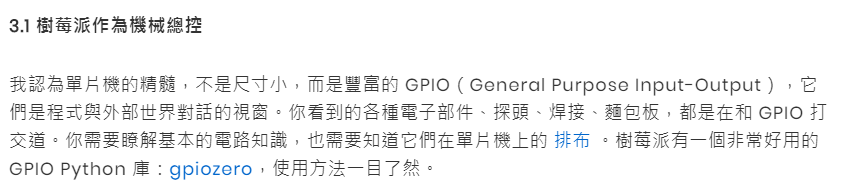 3.1 樹莓派作為機械總控
我認為單片機的精髓，不是尺寸小，而是豐富的 GPIO（General Purpose Input-Output），它
們是程式與外部世界對話的視窗。你看到的各種電子部件、探頭、焊接、麵包板，都是在和 GPIO 打
交道。你需要瞭解基本的電路知識，也需要知道它們在單片機上的 排布 。樹莓派有一個非常好用的
GPIO Python 庫：gpiozero，使用方法一目了然。